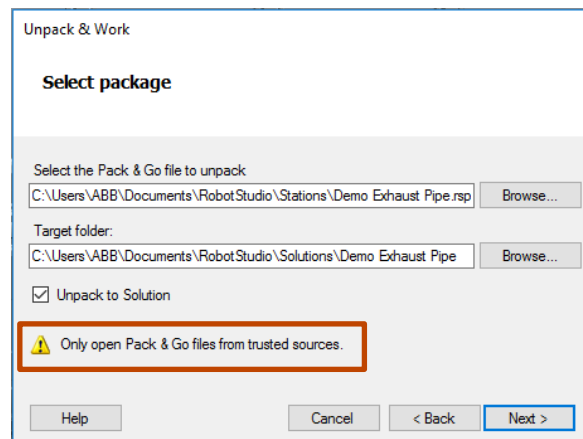 Unpack & Work
Select package
Select the Pack & Go file to unpack
C:\Users\ABB\Documents\RobotStudio\Stations\Demo Exhaust Pipe.rsp
Browse...
Target folder:
C:\Users\ABB\Documents\RobotStudio\Solutions\Demo Exhaust Pipe
Browse...
Unpack to Solution
Only open Pack & Go files from trusted sources.
Help
Cancel
< Back
Next >